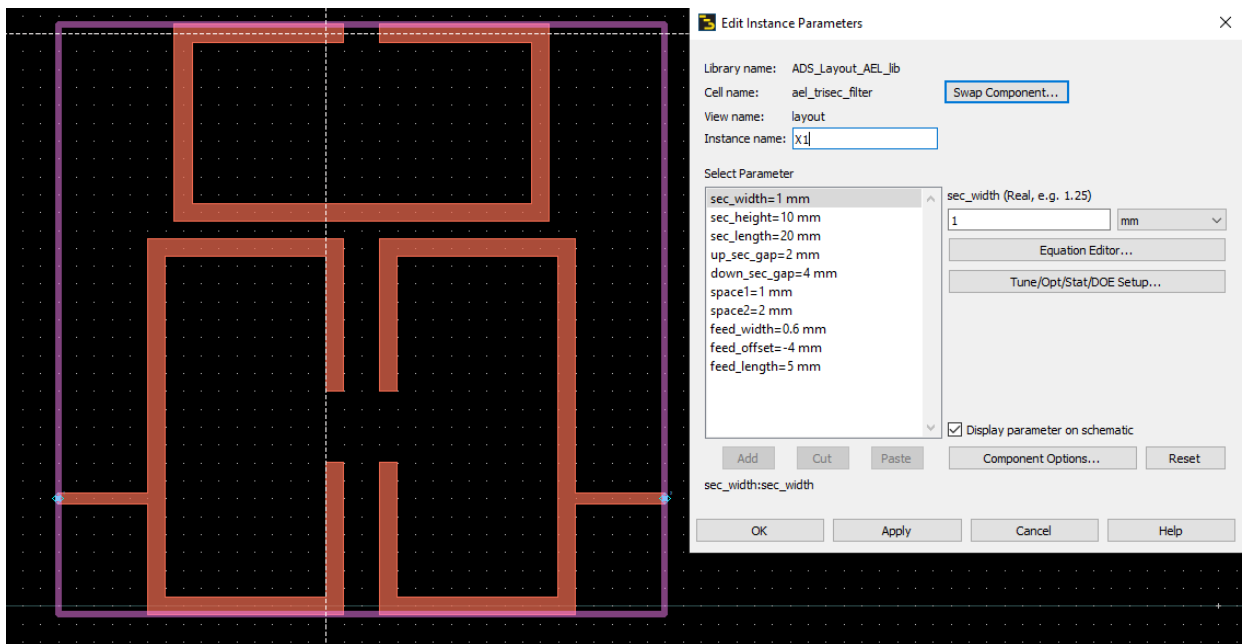 Edit Instance Parameters
Library name: ADS_Layout_AEL_lib
Cell name: ael_trisec_filter
Swap Component...
View name: layout
Instance name: X1
Select Parameter
sec_width=1 mm
sec_height=10 mm
sec_length=20 mm
up_sec_gap=2 mm
down_sec_gap=4 mm
space1=1 mm
space2=2 mm
feed_width=0.6 mm
feed_offset=-4 mm
feed_length=5 mm
sec_width (Real, e.g. 1.25)
1 mm
Equation Editor...
Tune/Opt/Stat/DOE Setup...
Display parameter on schematic
Add Cut Paste
Component Options... Reset
sec_width:sec_width
OK Apply Cancel Help